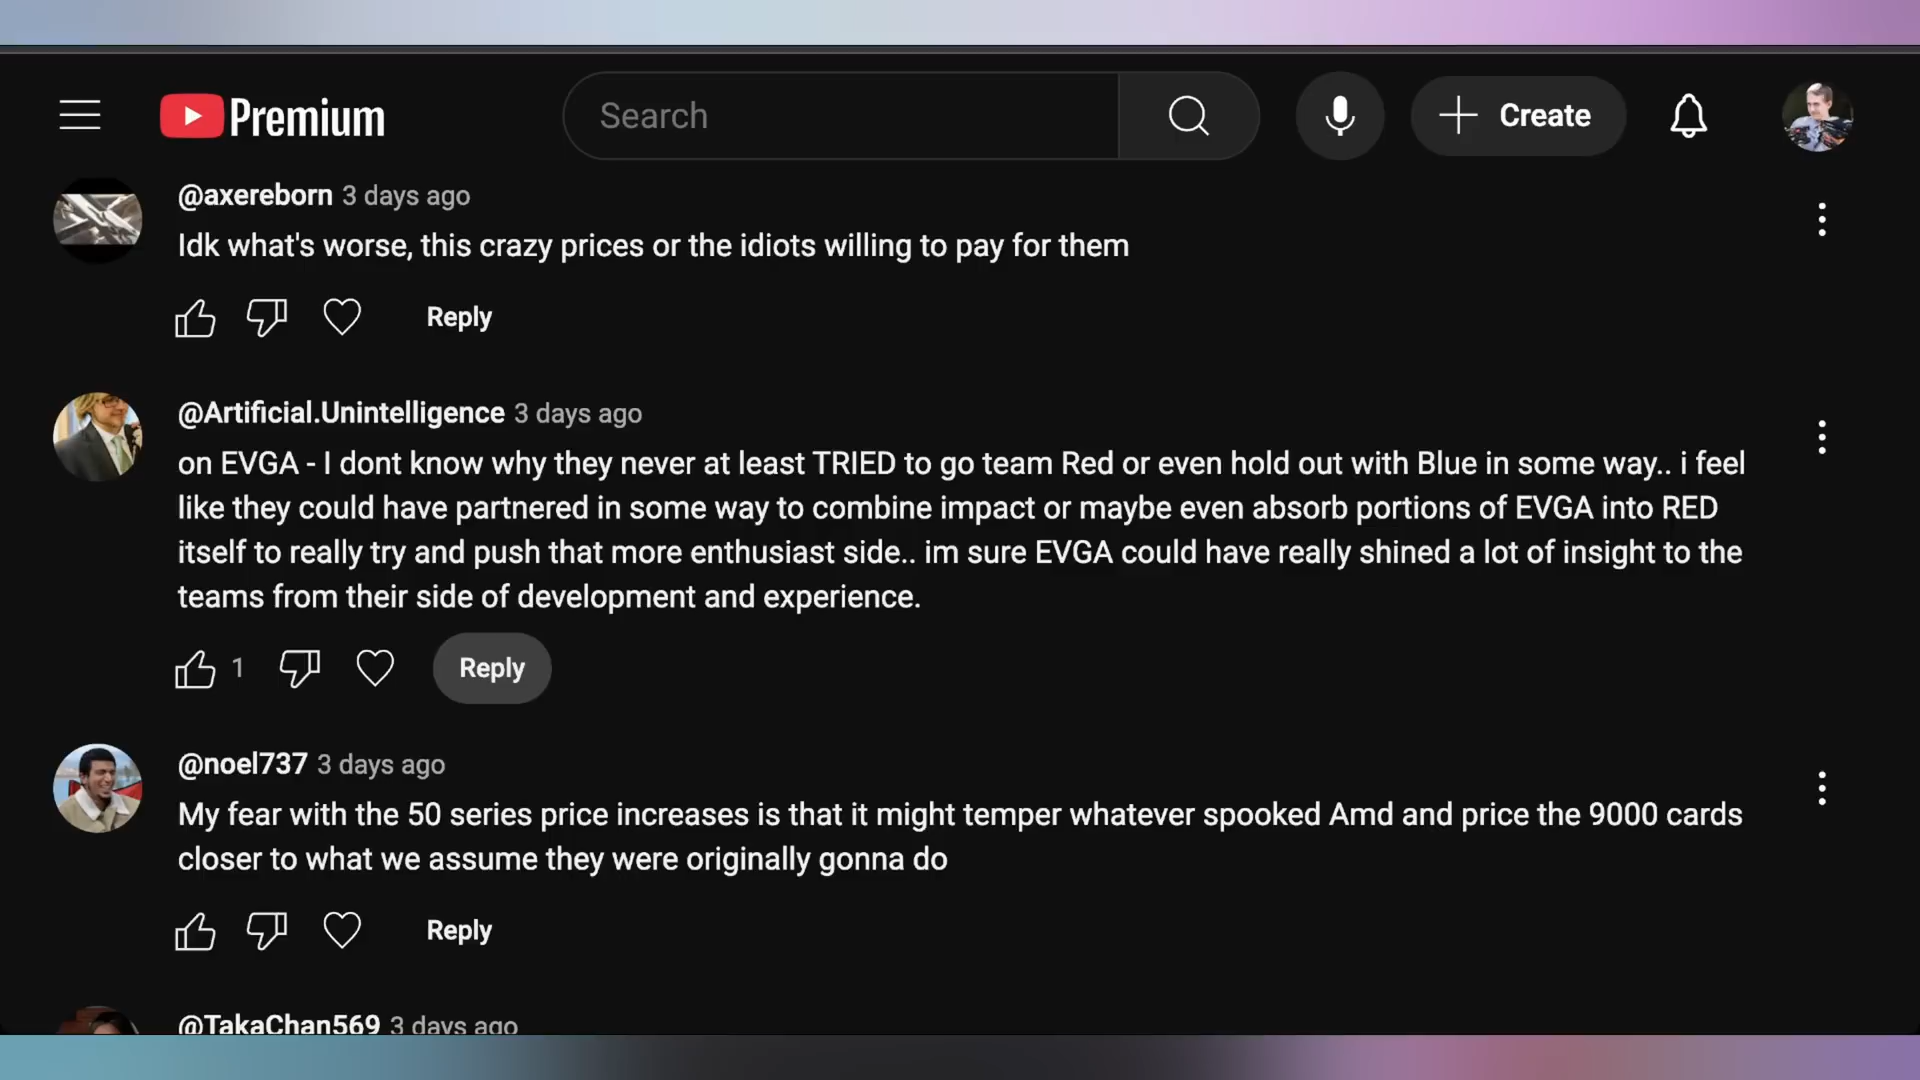 Premium
Search
Create
@axereborn 3 days ago
Idk what's worse, this crazy prices or the idiots willing to pay for them
Reply
@Artificial.Unintelligence 3 days ago
on EVGA - I dont know why they never at least TRIED to go team Red or even hold out with Blue in some way.. i feel
like they could have partnered in some way to combine impact or maybe even absorb portions of EVGA into RED
itself to really try and push that more enthusiast side.. im sure EVGA could have really shined a lot of insight to the
teams from their side of development and experience.
1
Reply
@noel737 3 days ago
My fear with the 50 series price increases is that it might temper whatever spooked Amd and price the 9000 cards
closer to what we assume they were originally gonna do
Reply
@TakaChan569 3 days ago